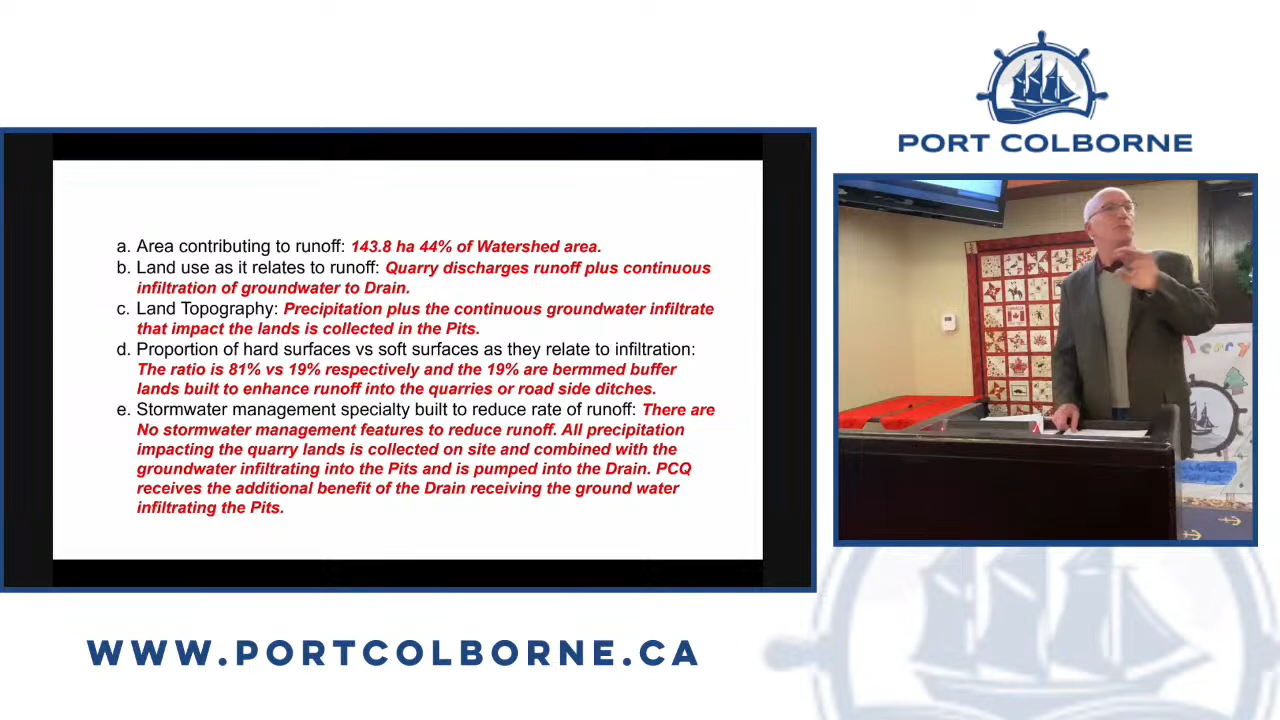 a. Area contributing to runoff: 143.8 ha 44% of Watershed area.
b. Land use as it relates to runoff: Quarry discharges runoff plus continuous
infiltration of groundwater to Drain.
c. Land Topography: Precipitation plus the continuous groundwater infiltrate
that impact the lands is collected in the Pits.
d. Proportion of hard surfaces vs soft surfaces as they relate to infiltration:
The ratio is 81% vs 19% respectively and the 19% are bermmed buffer
lands built to enhance runoff into the quarries or road side ditches.
e. Stormwater management specialty built to reduce rate of runoff: There are
No stormwater management features to reduce runoff. All precipitation
impacting the quarry lands is collected on site and combined with the
groundwater infiltrating into the Pits and is pumped into the Drain. PCQ
receives the additional benefit of the Drain receiving the ground water
infiltrating the Pits.
PORT COLBORNE
WWW.PORTCOLBORNE.CA